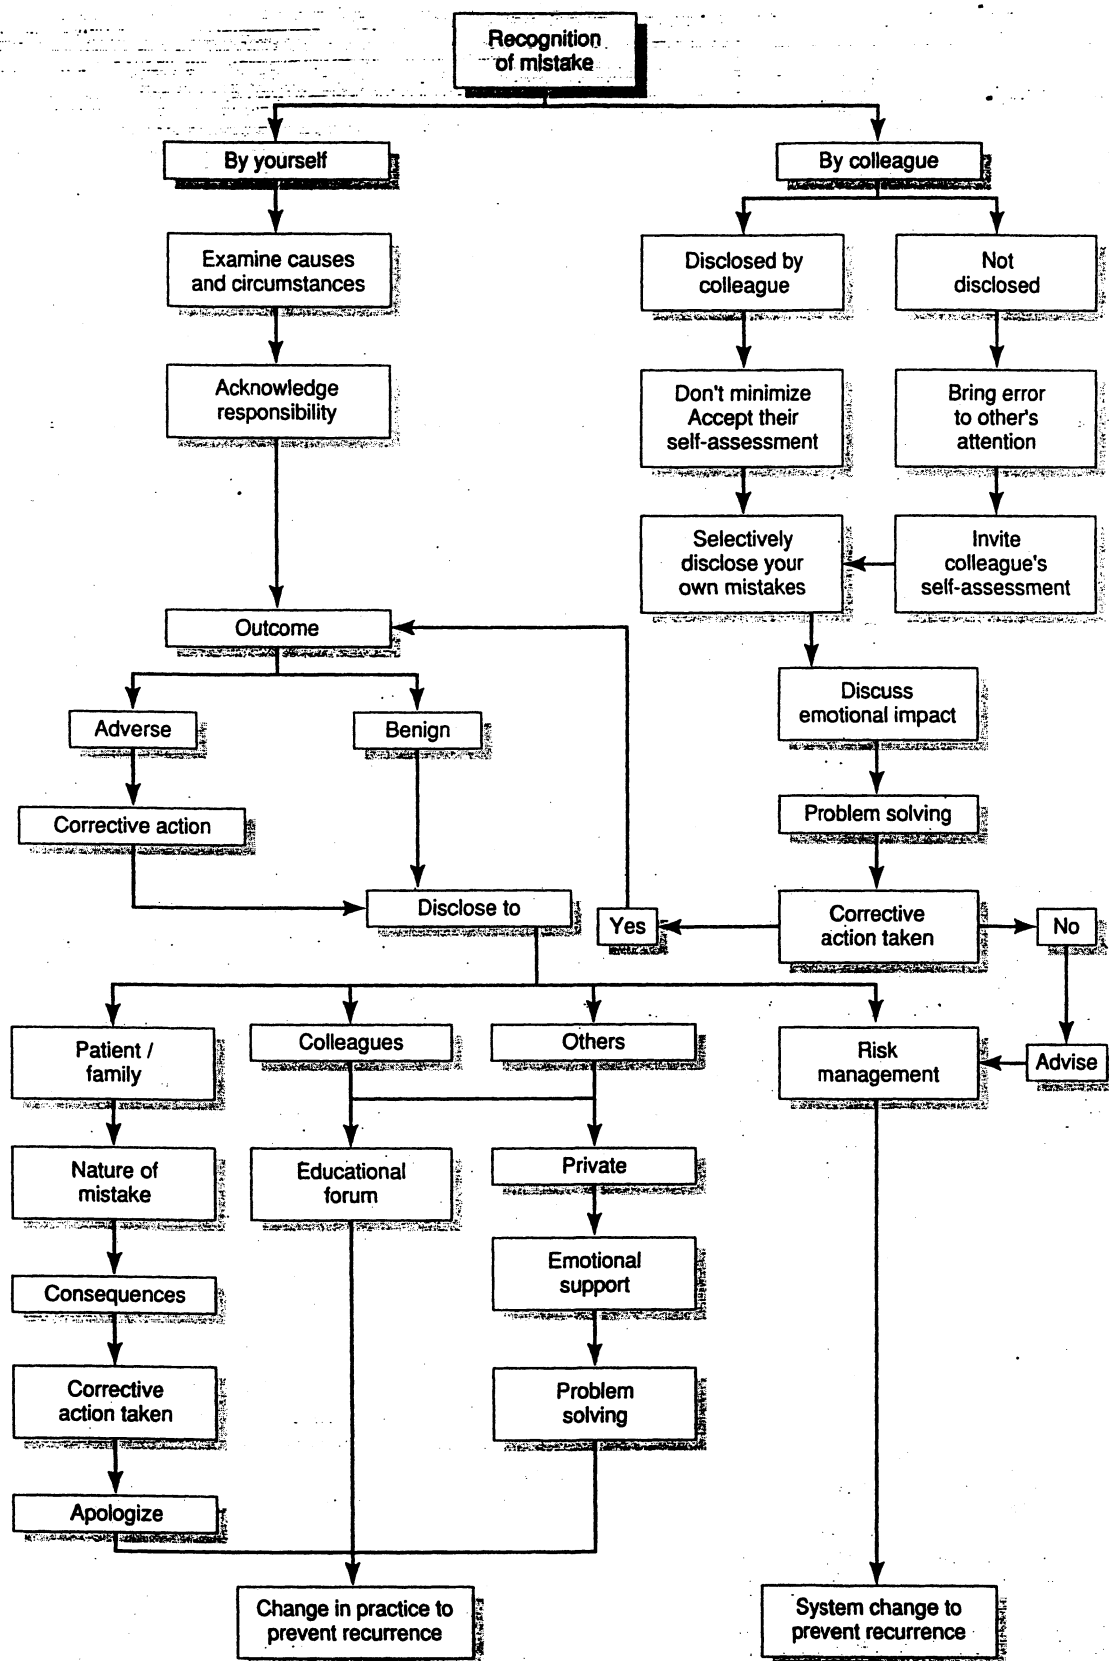 Recognition
of mistake
By yourself
By colleague
Examine causes
and circumstances
Disclosed by
colleague
Not
disclosed
Acknowledge
responsibility
Don't minimize
Accept their
self-assessment
Bring error
to other's
attention
Selectively
disclose your
own mistakes
Invite
colleague's
self-assessment
Outcome
Discuss
emotional impact
Adverse
Benign
Problem solving
Corrective action
Disclose to
Yes
Corrective
action taken
No
Patient /
family
Colleagues
Others
Risk
management
Advise
Nature of
mistake
Educational
forum
Private
Emotional
support
Consequences
Corrective
action taken
Problem
solving
Apologize
Change in practice to
prevent recurrence
System change to
prevent recurrence